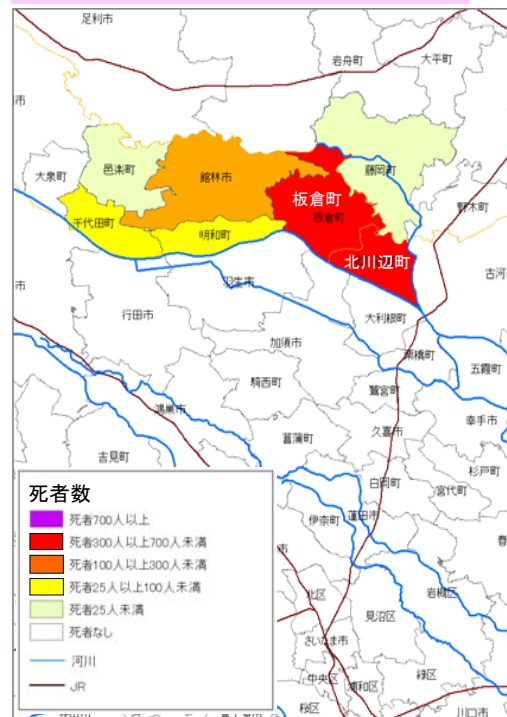 足利市
岩舟町
大平町
市
大泉町
邑楽町
館林市
藤岡町
板倉町
板倉町
野木町
千代田町
明和町
北川辺町
羽生市
古河
市
行田市
大利根町
加須市
栗橋町
五霞町
騎西町
鷲宮町
鴻巣市
幸手市
菖蒲町
久喜市
吉見町
杉戸町
白岡町
宮代町
蓮田市
伊奈町
春
市
岩槻区
北区
見沼区
さいたま市
中央区
緑区
浦和区
桜区
川口市
死者数
死者700人以上
死者300人以上700人未満
死者100人以上300人未満
死者25人以上100人未満
死者25人未満
死者なし
河川
JR